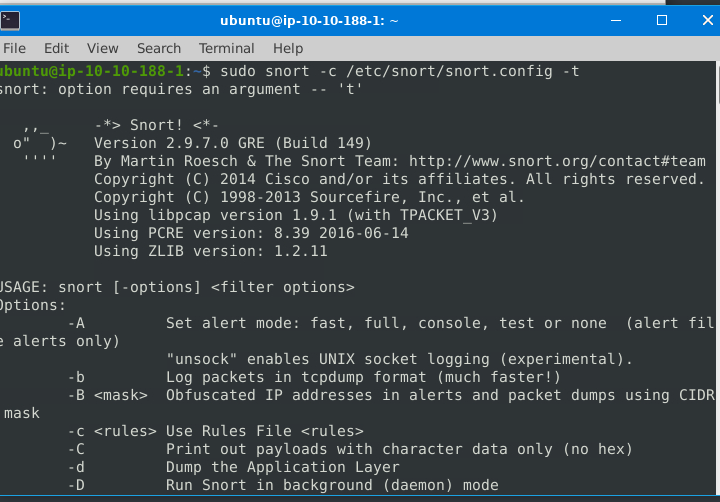 ubuntu@ip-10-10-188-1: ~
File Edit View Search Terminal Help
ubuntu@ip-10-10-188-1:~$ sudo snort -c /etc/snort/snort.config -t
snort: option requires an argument -- 't'
,,_ -*> Snort! <*-
o" )~ Version 2.9.7.0 GRE (Build 149)
'''' By Martin Roesch & The Snort Team: http://www.snort.org/contact#team
Copyright (C) 2014 Cisco and/or its affiliates. All rights reserved.
Copyright (C) 1998-2013 Sourcefire, Inc., et al.
Using libpcap version 1.9.1 (with TPACKET_V3)
Using PCRE version: 8.39 2016-06-14
Using ZLIB version: 1.2.11
USAGE: snort [-options] <filter options>
Options:
-A Set alert mode: fast, full, console, test or none (alert fil
e alerts only)
"unsock" enables UNIX socket logging (experimental).
-b Log packets in tcpdump format (much faster!)
-B <mask> Obfuscated IP addresses in alerts and packet dumps using CIDR
mask
-c <rules> Use Rules File <rules>
-C Print out payloads with character data only (no hex)
-d Dump the Application Layer
-D Run Snort in background (daemon) mode